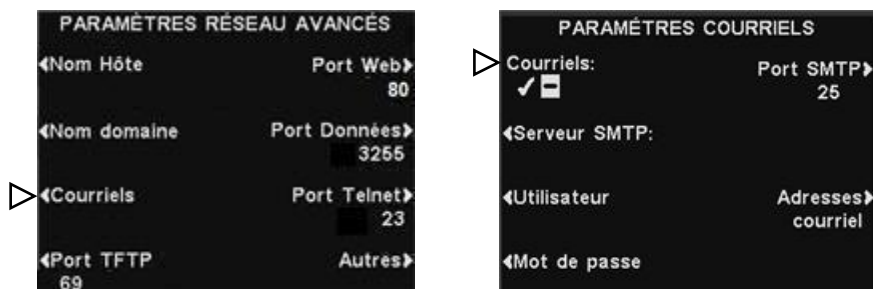 PARAMÈTRES RÉSEAU AVANCÉS
Nom Hôte Port Web
80
Nom domaine Port Données
3255
Courriels Port Telnet
23
Port TFTP Autres
69
PARAMÉTRES COURRIELS
Courriels: Port SMTP
25
Serveur SMTP:
Utilisateur Adresses
courriel
Mot de passe